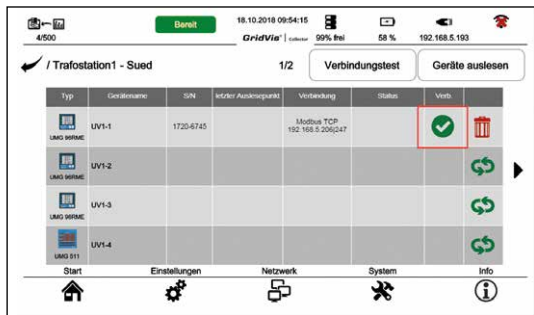 4/500
Bereit
18.10.2018 09:54:15
GridVis® Collector
99% frei
58 %
192.168.5.193
/ Trafostation1 - Sued
1/2
Verbindungstest
Geräte auslesen
Typ Gerätename S/N letzter Auslesepunkt Verbindung Status Verb.
UMG 96RME UV1-1 1720-6745 Modbus TCP
192.168.5.206|247
UMG 96RME UV1-2
UMG 96RME UV1-3
UMG 511 UV1-4
Start Einstellungen Netzwerk System Info